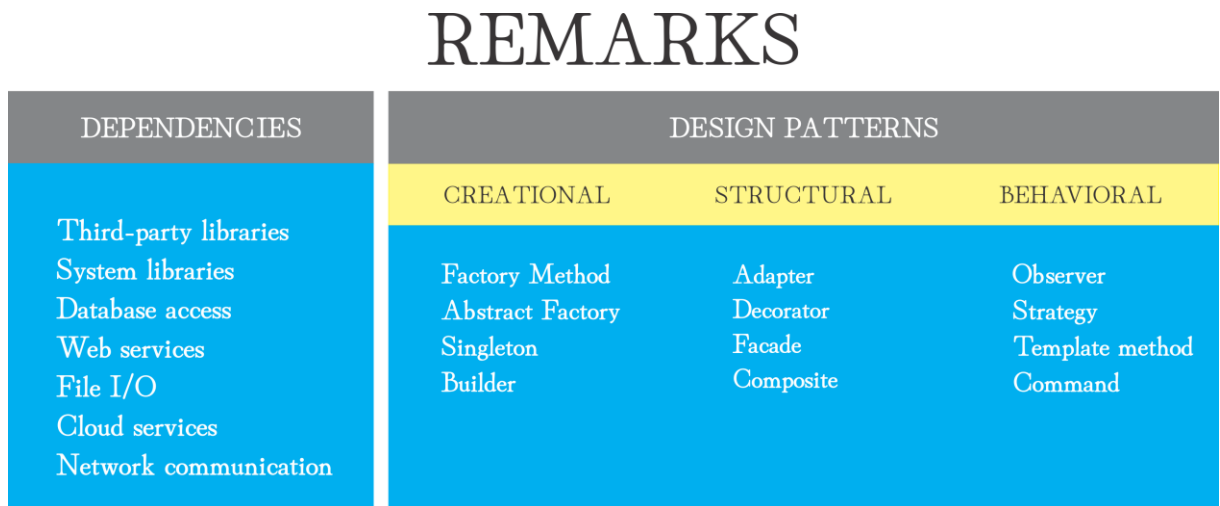 REMARKS
DEPENDENCIES
Third-party libraries
System libraries
Database access
Web services
File I/O
Cloud services
Network communication
DESIGN PATTERNS
CREATIONAL
Factory Method
Abstract Factory
Singleton
Builder
STRUCTURAL
Adapter
Decorator
Facade
Composite
BEHAVIORAL
Observer
Strategy
Template method
Command